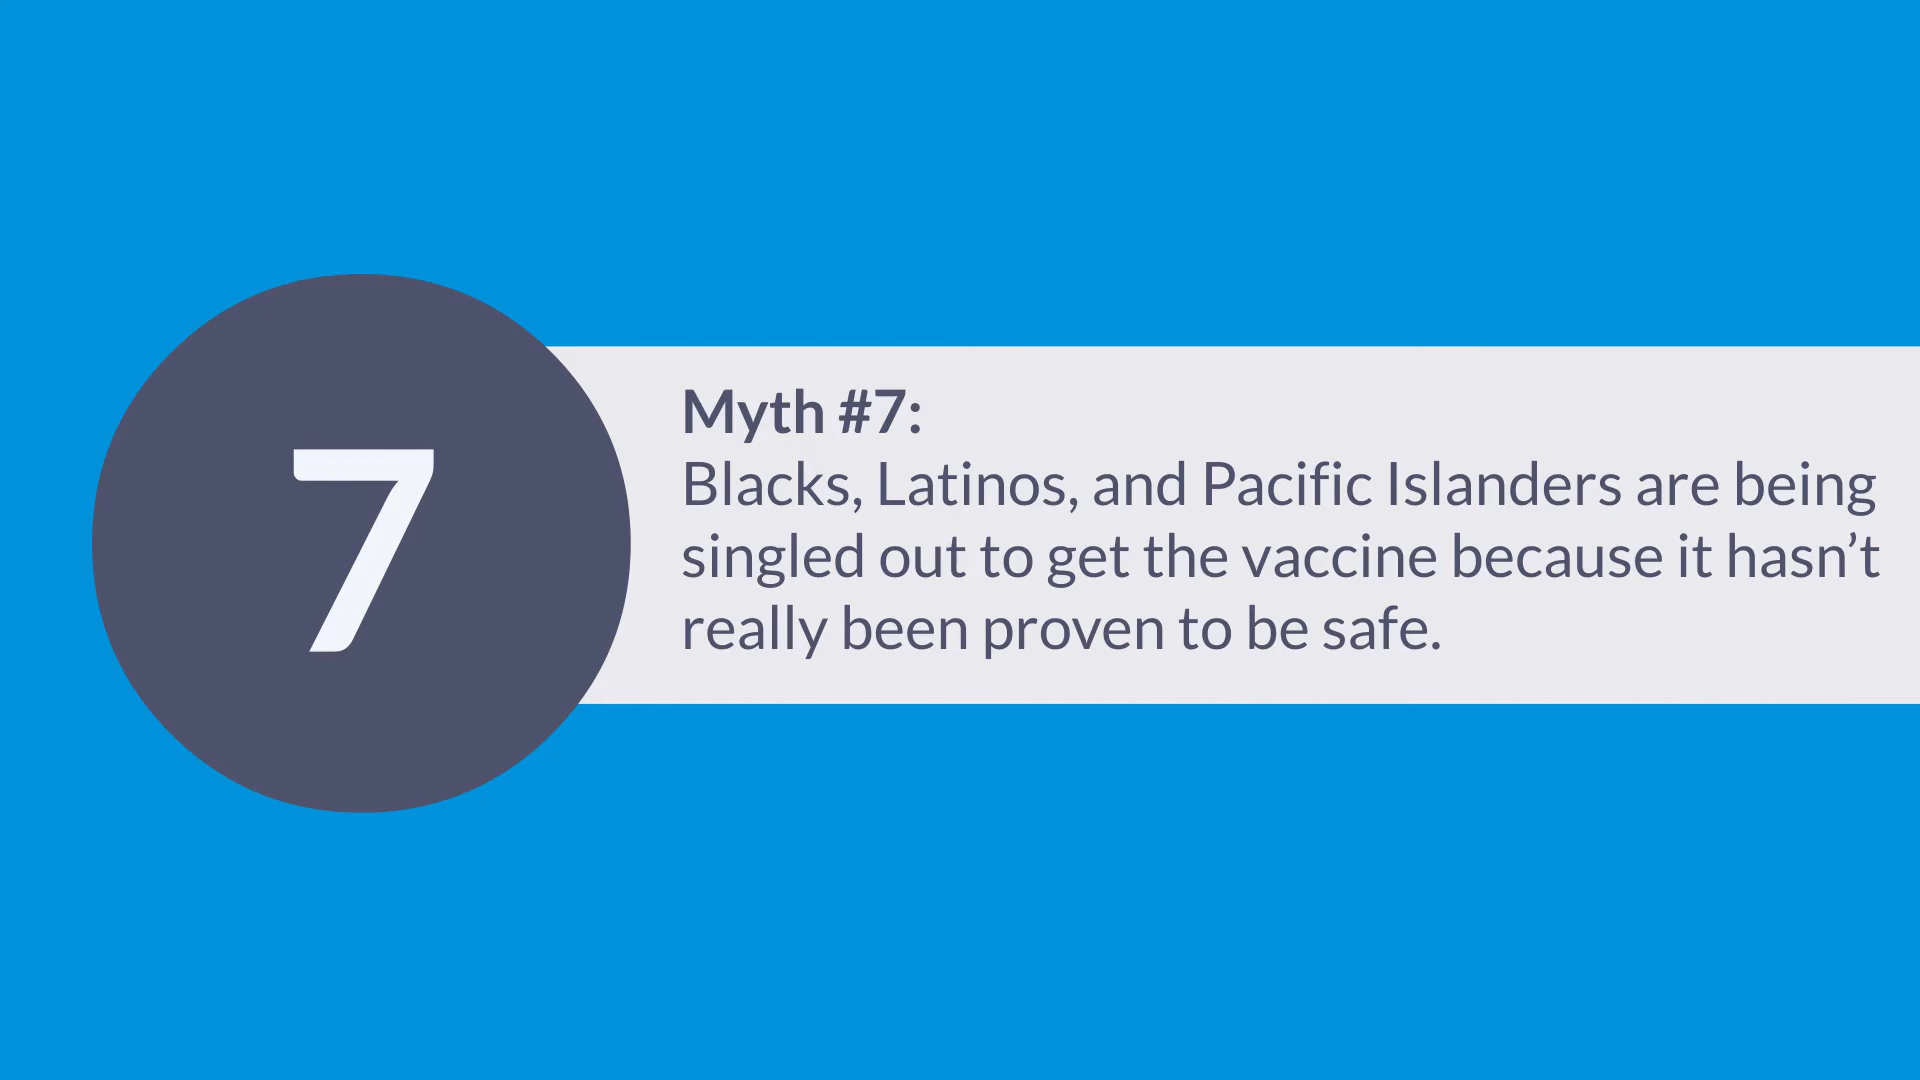 7
Myth #7:
Blacks, Latinos, and Pacific Islanders are being
singled out to get the vaccine because it hasn’t
really been proven to be safe.